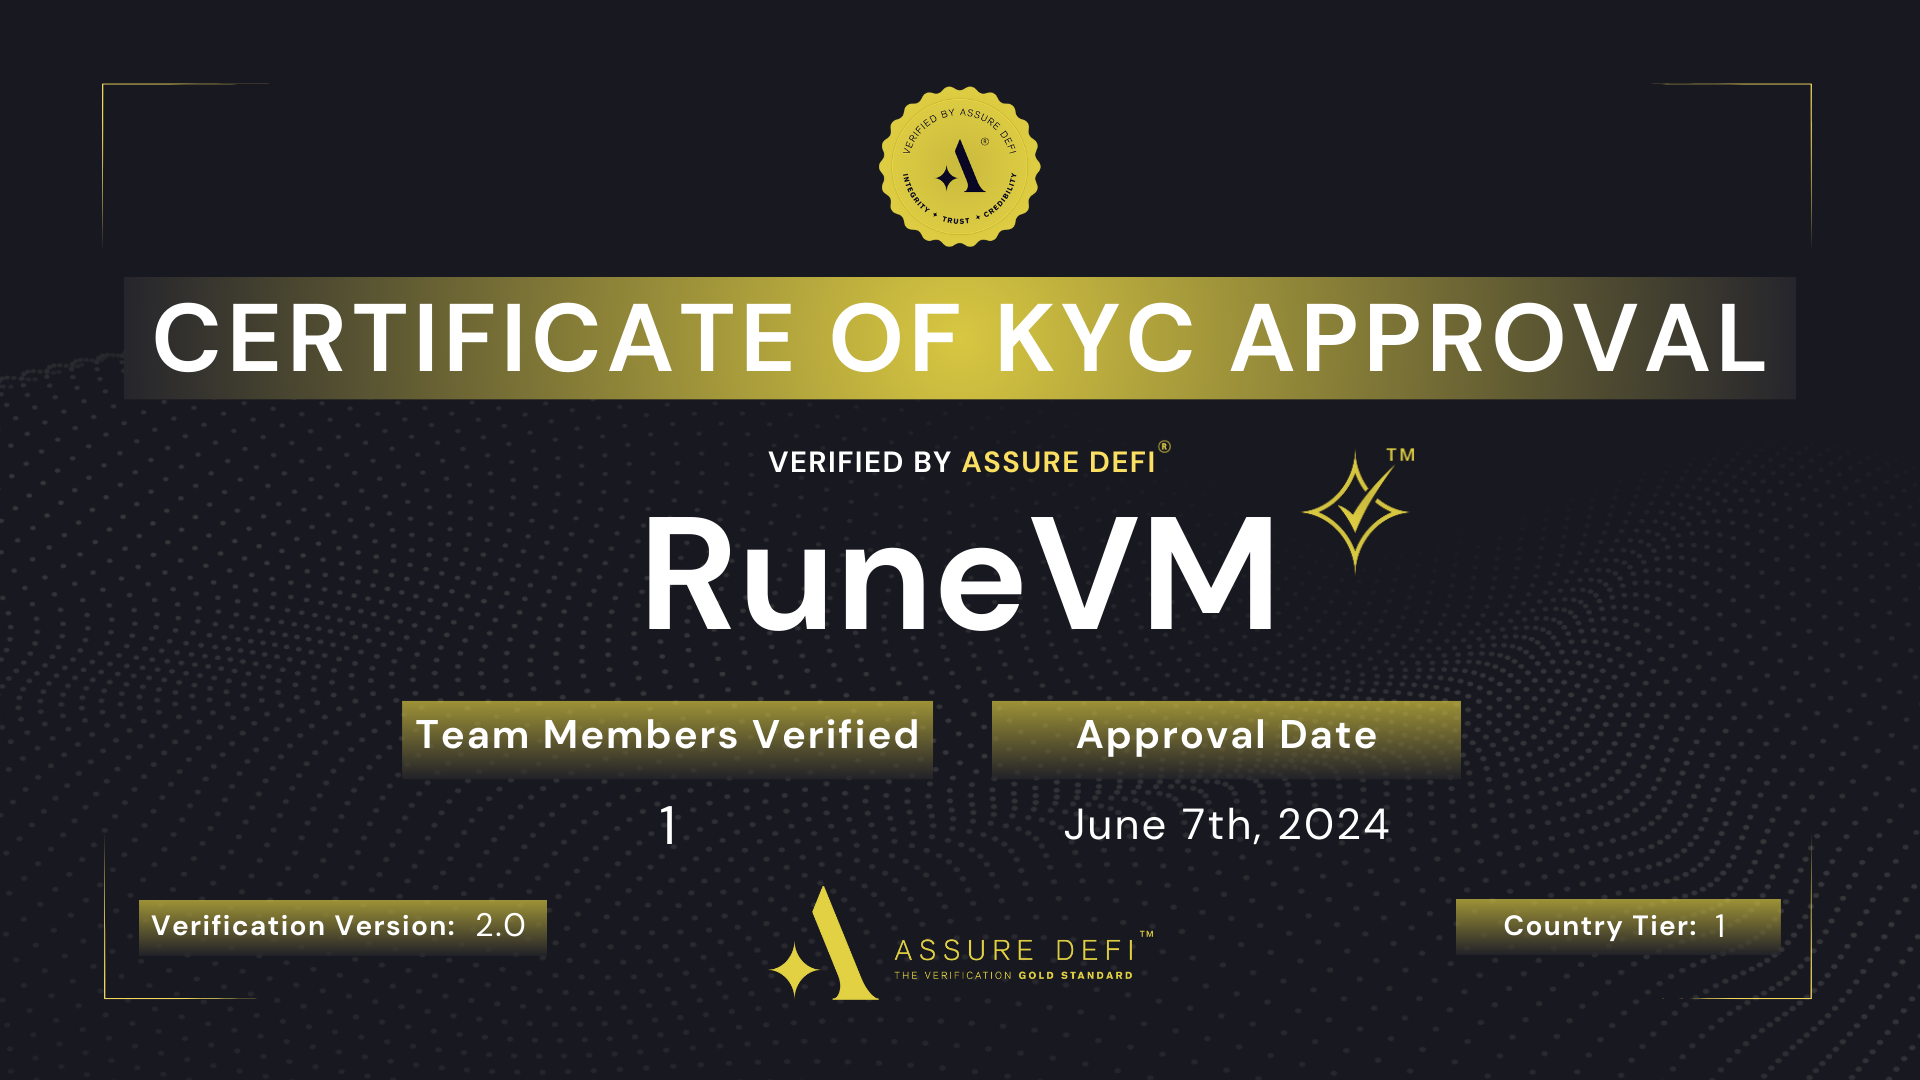 VERIFIED BY ASSURE DEFI
A ®
INTEGRITY ✦ TRUST ✦ CREDIBILITY
CERTIFICATE OF KYC APPROVAL
VERIFIED BY ASSURE DEFI®
TM
RuneVM
Team Members Verified
1
Approval Date
June 7th, 2024
Verification Version: 2.0
ASSURE DEFI™
THE VERIFICATION GOLD STANDARD
Country Tier: 1